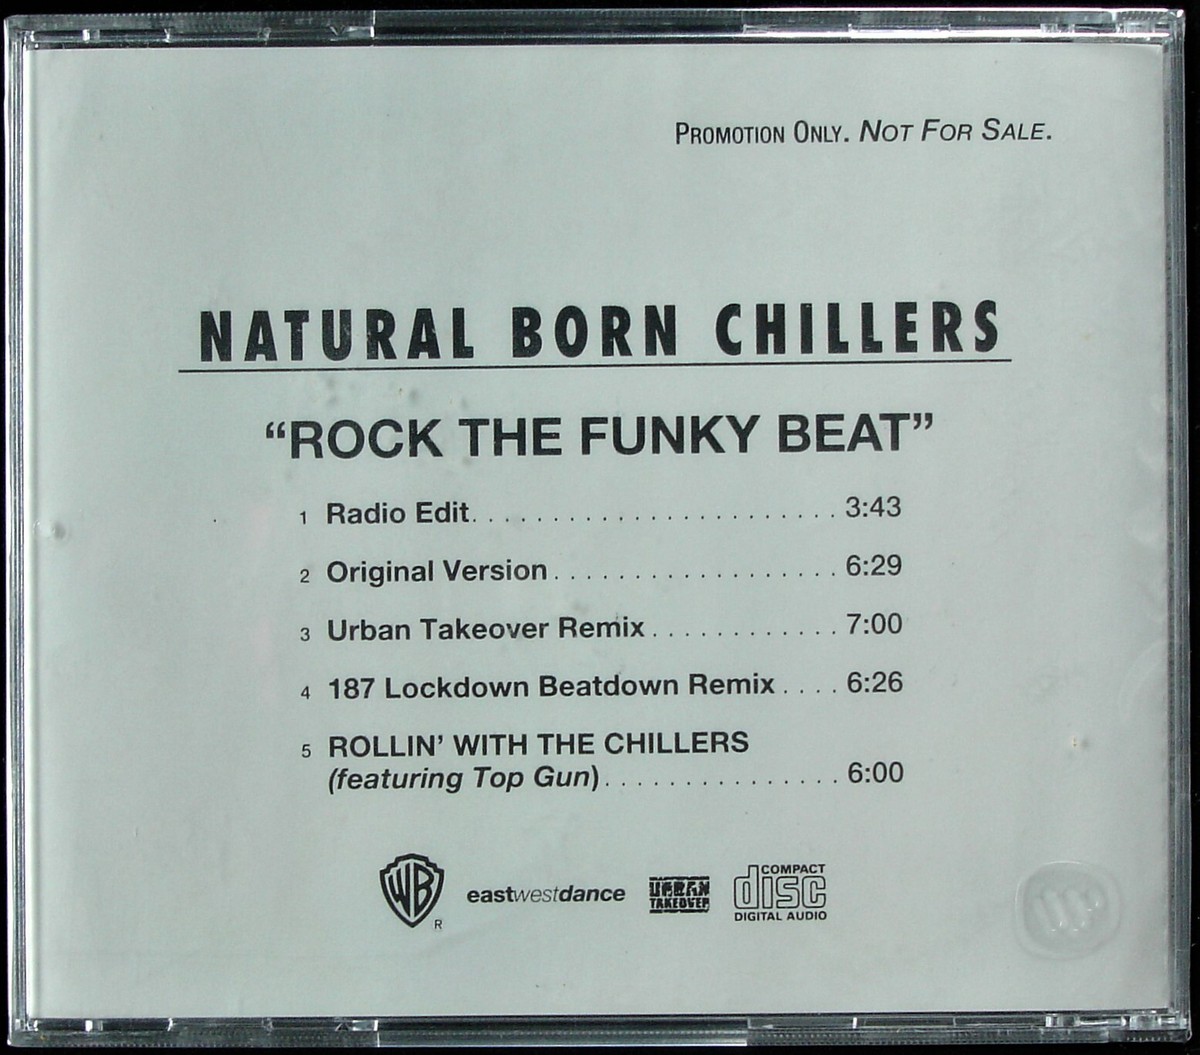 PROMOTION ONLY. NOT FOR SALE.
NATURAL BORN CHILLERS
“ROCK THE FUNKY BEAT”
1 Radio Edit. . . . . . . . . . . . . . . . . . . . . . . 3:43
2 Original Version . . . . . . . . . . . . . . . . . . 6:29
3 Urban Takeover Remix . . . . . . . . . . . . 7:00
4 187 Lockdown Beatdown Remix . . . . 6:26
5 ROLLIN’ WITH THE CHILLERS
(featuring Top Gun) . . . . . . . . . . . . . . . 6:00
WB R eastwestdance URBAN TAKEOVER COMPACT disc DIGITAL AUDIO